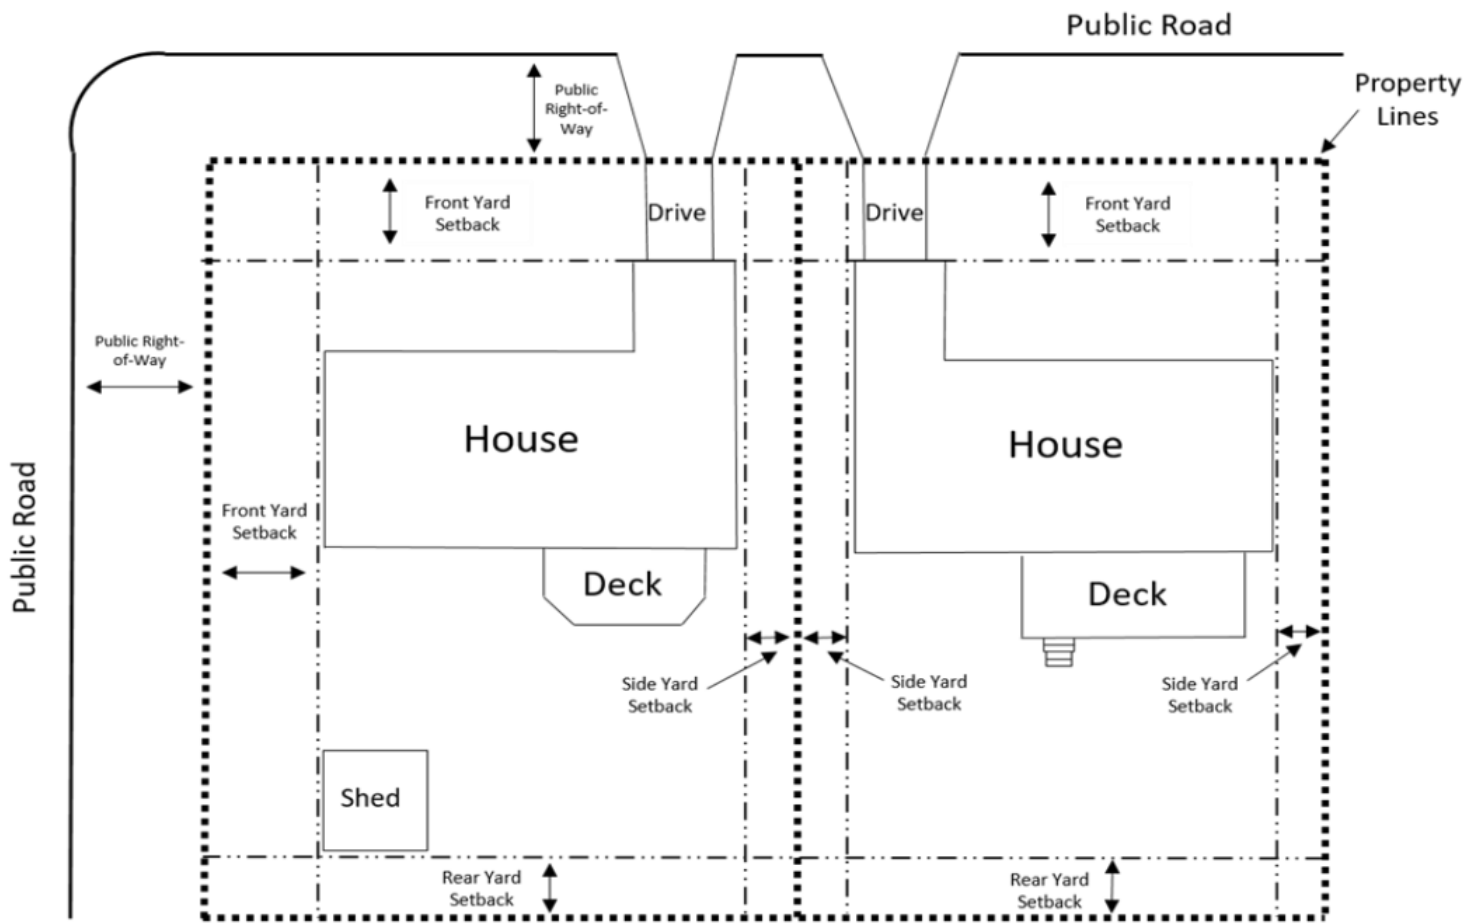 Public Road
Property
Lines
Public
Right-of-
Way
Front Yard
Setback
Drive
Drive
Front Yard
Setback
Public Right-
of-Way
House
House
Public Road
Front Yard
Setback
Deck
Deck
Side Yard
Setback
Side Yard
Setback
Side Yard
Setback
Shed
Rear Yard
Setback
Rear Yard
Setback